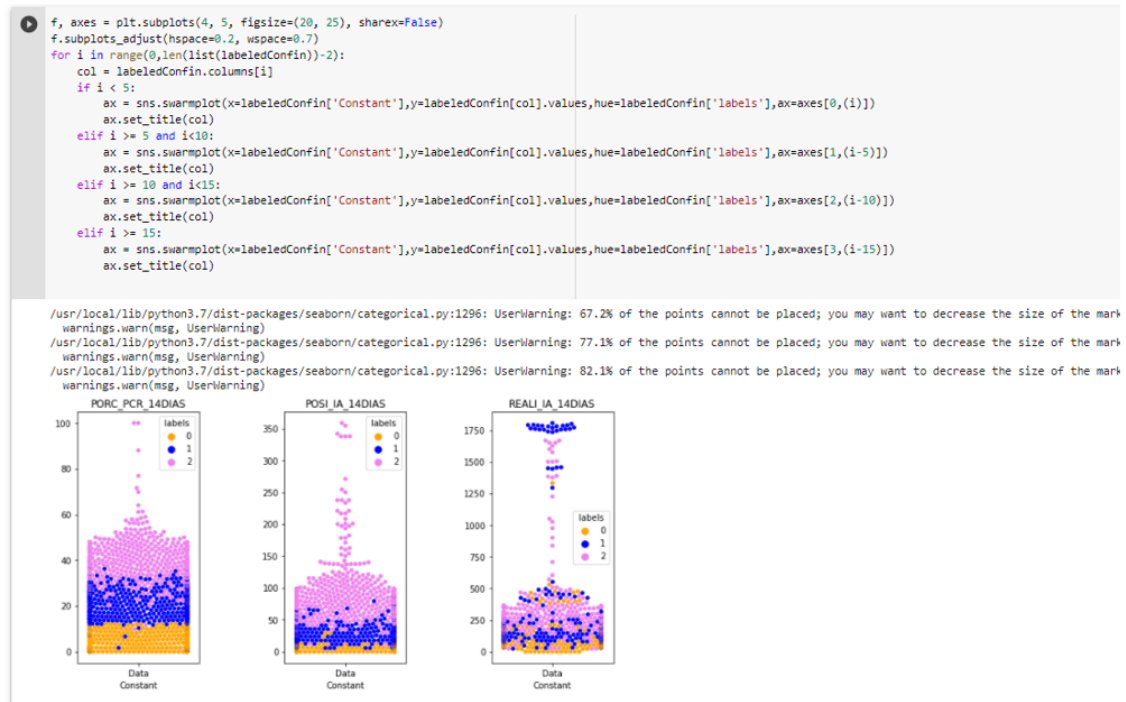 f, axes = plt.subplots(4, 5, figsize=(20, 25), sharex=False)
f.subplots_adjust(hspace=0.2, wspace=0.7)
for i in range(0,len(list(labeledConfin))-2):
    col = labeledConfin.columns[i]
    if i < 5:
        ax = sns.swarmplot(x=labeledConfin['Constant'],y=labeledConfin[col].values,hue=labeledConfin['labels'],ax=axes[0,(i)])
        ax.set_title(col)
    elif i >= 5 and i<10:
        ax = sns.swarmplot(x=labeledConfin['Constant'],y=labeledConfin[col].values,hue=labeledConfin['labels'],ax=axes[1,(i-5)])
        ax.set_title(col)
    elif i >= 10 and i<15:
        ax = sns.swarmplot(x=labeledConfin['Constant'],y=labeledConfin[col].values,hue=labeledConfin['labels'],ax=axes[2,(i-10)])
        ax.set_title(col)
    elif i >= 15:
        ax = sns.swarmplot(x=labeledConfin['Constant'],y=labeledConfin[col].values,hue=labeledConfin['labels'],ax=axes[3,(i-15)])
        ax.set_title(col)
/usr/local/lib/python3.7/dist-packages/seaborn/categorical.py:1296: UserWarning: 67.2% of the points cannot be placed; you may want to decrease the size of the mark
  warnings.warn(msg, UserWarning)
/usr/local/lib/python3.7/dist-packages/seaborn/categorical.py:1296: UserWarning: 77.1% of the points cannot be placed; you may want to decrease the size of the mark
  warnings.warn(msg, UserWarning)
/usr/local/lib/python3.7/dist-packages/seaborn/categorical.py:1296: UserWarning: 82.1% of the points cannot be placed; you may want to decrease the size of the mark
  warnings.warn(msg, UserWarning)
PORC_PCR_14DIAS
100
80
60
40
20
0
labels
0
1
2
Data
Constant
POSI_IA_14DIAS
350
300
250
200
150
100
50
0
labels
0
1
2
Data
Constant
REALI_IA_14DIAS
1750
1500
1250
1000
750
500
250
0
labels
0
1
2
Data
Constant